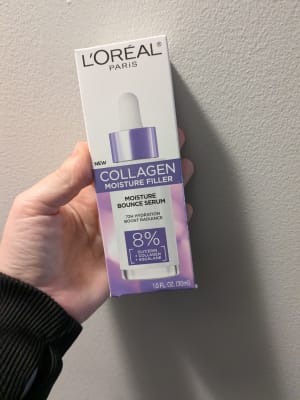 L'ORÉAL®
PARIS
NEW
COLLAGEN
MOISTURE FILLER
MOISTURE
BOUNCE SERUM
72H HYDRATION
BOOST RADIANCE
8%
GLYCERIN
+ COLLAGEN
+ SQUALANE
1.0 FL. OZ. (30ml)